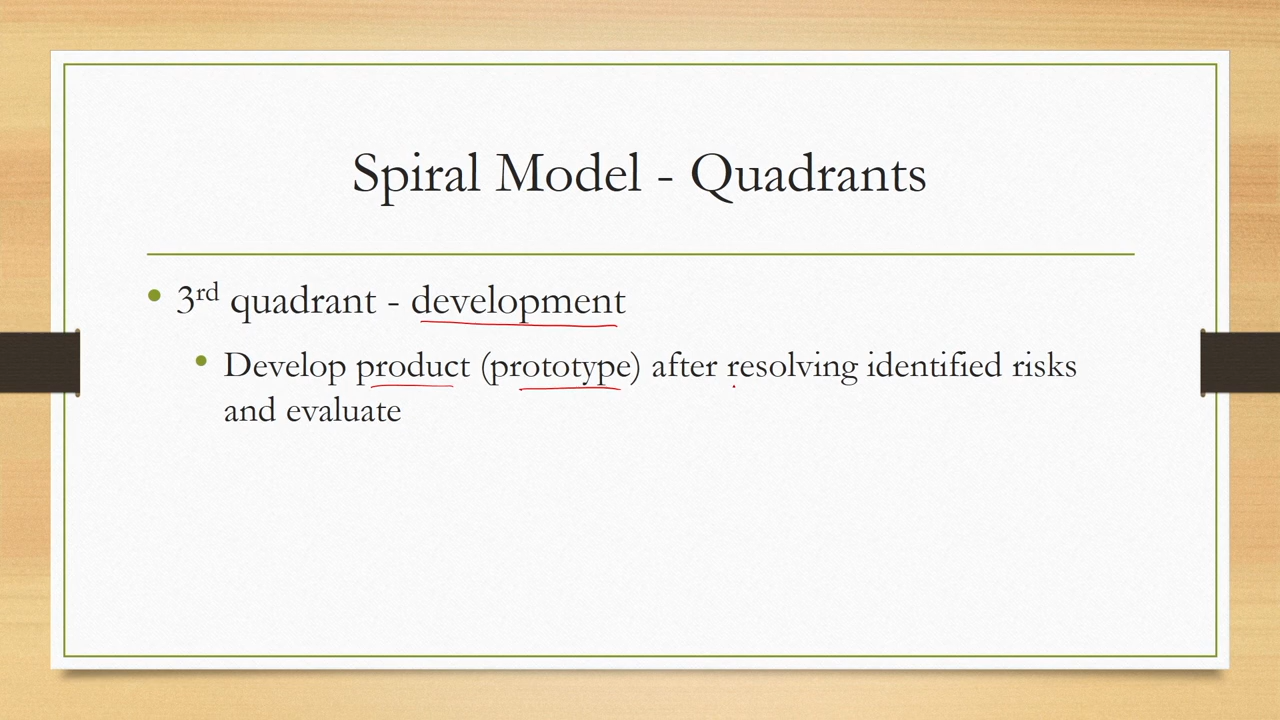 Spiral Model - Quadrants
3rd quadrant - development
Develop product (prototype) after resolving identified risks
and evaluate